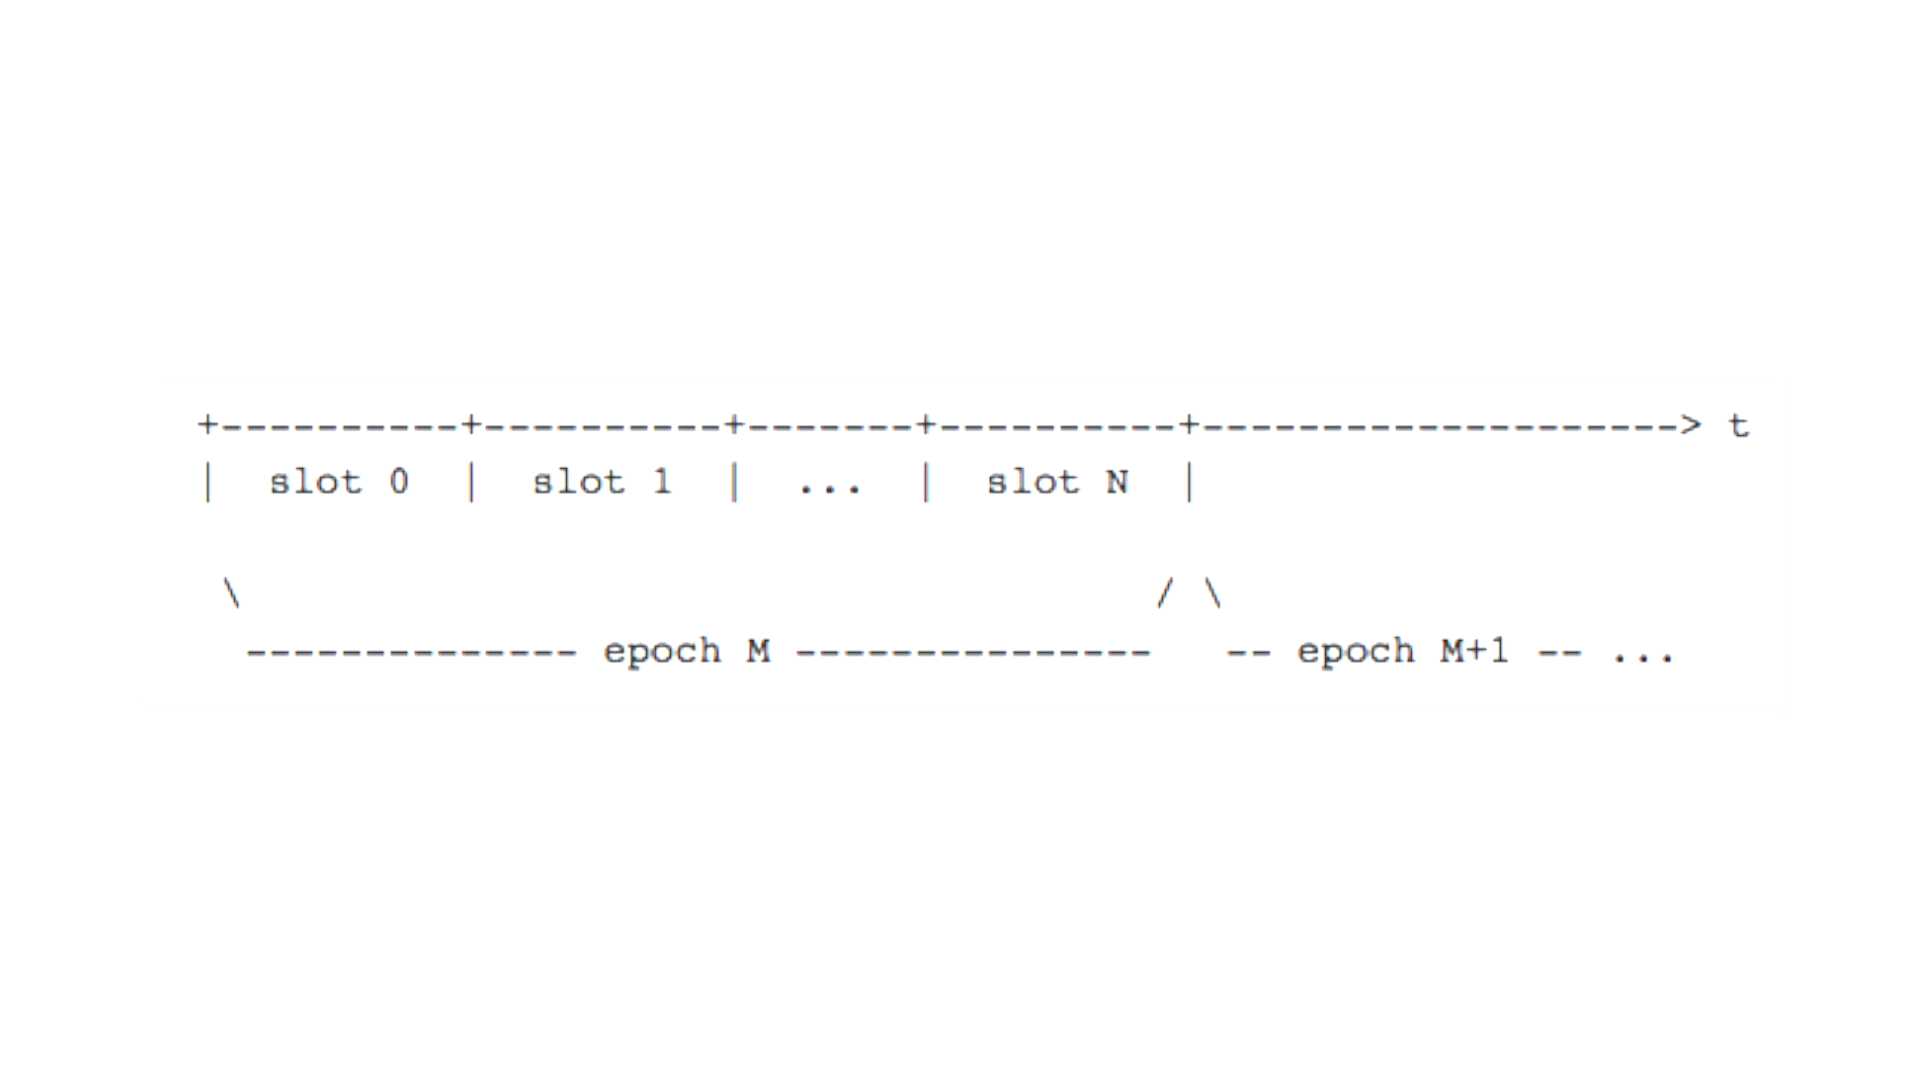 +----------+----------+-------+----------+--------------------> t
|  slot 0  |  slot 1  |  ...  |  slot N  |
 \                                       / \
  -------------- epoch M ---------------   -- epoch M+1 -- ...